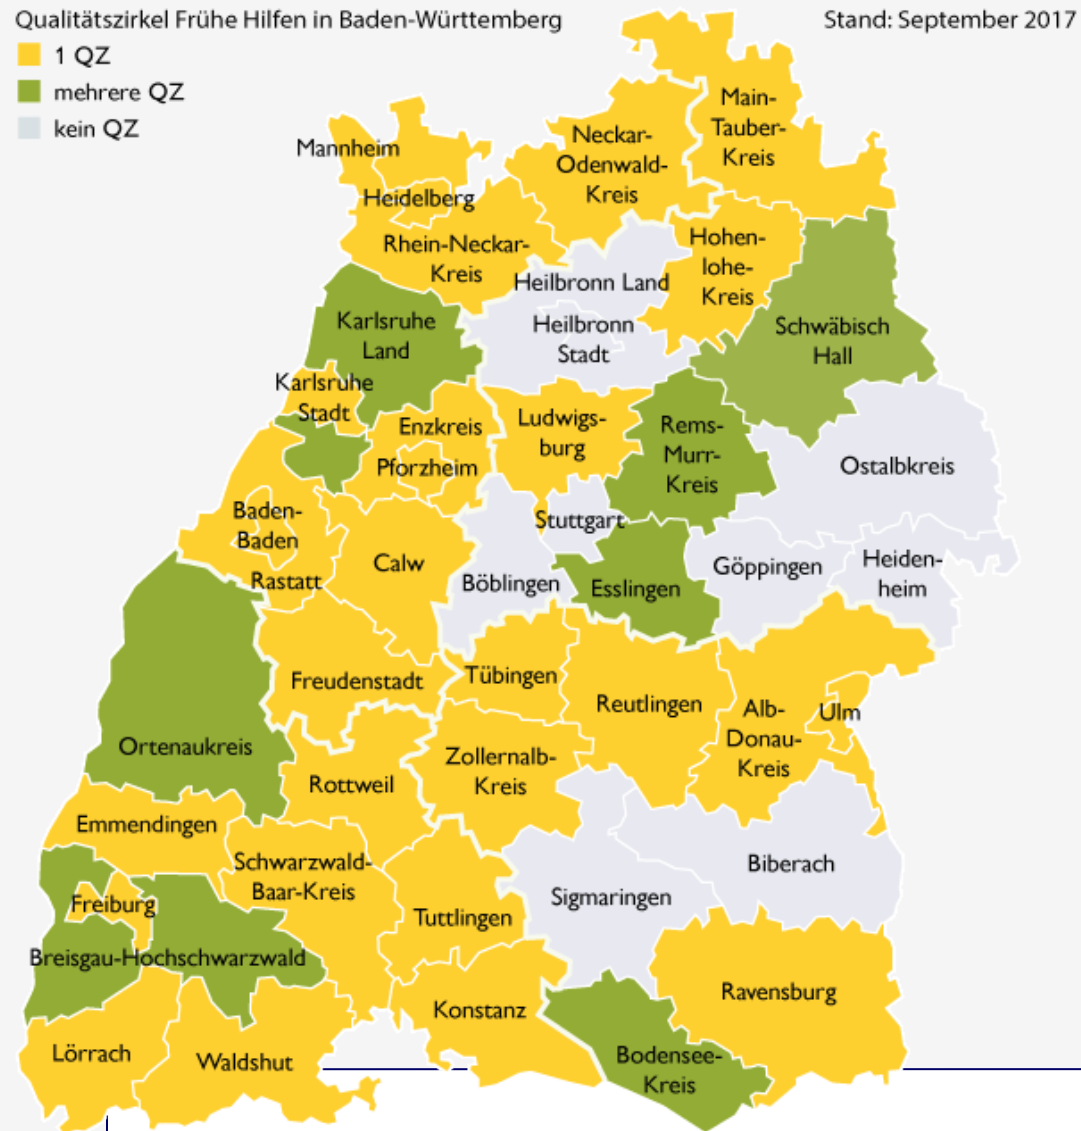 Qualitätszirkel Frühe Hilfen in Baden-Württemberg
Stand: September 2017
1 QZ
mehrere QZ
kein QZ
Main-
Tauber-
Kreis
Neckar-
Odenwald-
Kreis
Mannheim
Heidelberg
Rhein-Neckar-
Kreis
Hohen-
lohe-
Kreis
Heilbronn Land
Heilbronn
Stadt
Schwäbisch
Hall
Karlsruhe
Land
Karlsruhe
Stadt
Enzkreis
Pforzheim
Ludwigs-
burg
Rems-
Murr-
Kreis
Ostalbkreis
Baden-
Baden
Rastatt
Calw
Stuttgart
Böblingen
Esslingen
Göppingen
Heiden-
heim
Freudenstadt
Tübingen
Reutlingen
Alb-
Donau-
Kreis
Ulm
Ortenaukreis
Rottweil
Zollernalb-
Kreis
Emmendingen
Schwarzwald-
Baar-Kreis
Biberach
Sigmaringen
Freiburg
Tuttlingen
Breisgau-Hochschwarzwald
Konstanz
Ravensburg
Lörrach
Waldshut
Bodensee-
Kreis